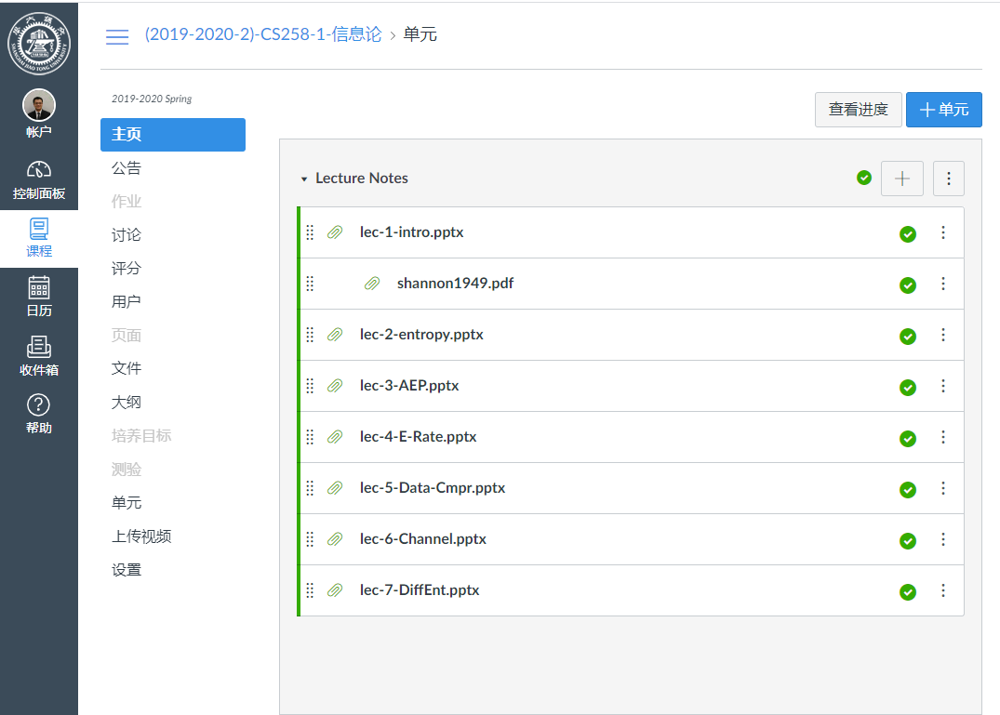 (2019-2020-2)-CS258-1-信息论 › 单元
SHANGHAI JIAO TONG UNIVERSITY
帐户
控制面板
课程
日历
收件箱
帮助
2019-2020 Spring
主页
公告
作业
讨论
评分
用户
页面
文件
大纲
培养目标
测验
单元
上传视频
设置
查看进度
单元
Lecture Notes
lec-1-intro.pptx
shannon1949.pdf
lec-2-entropy.pptx
lec-3-AEP.pptx
lec-4-E-Rate.pptx
lec-5-Data-Cmpr.pptx
lec-6-Channel.pptx
lec-7-DiffEnt.pptx